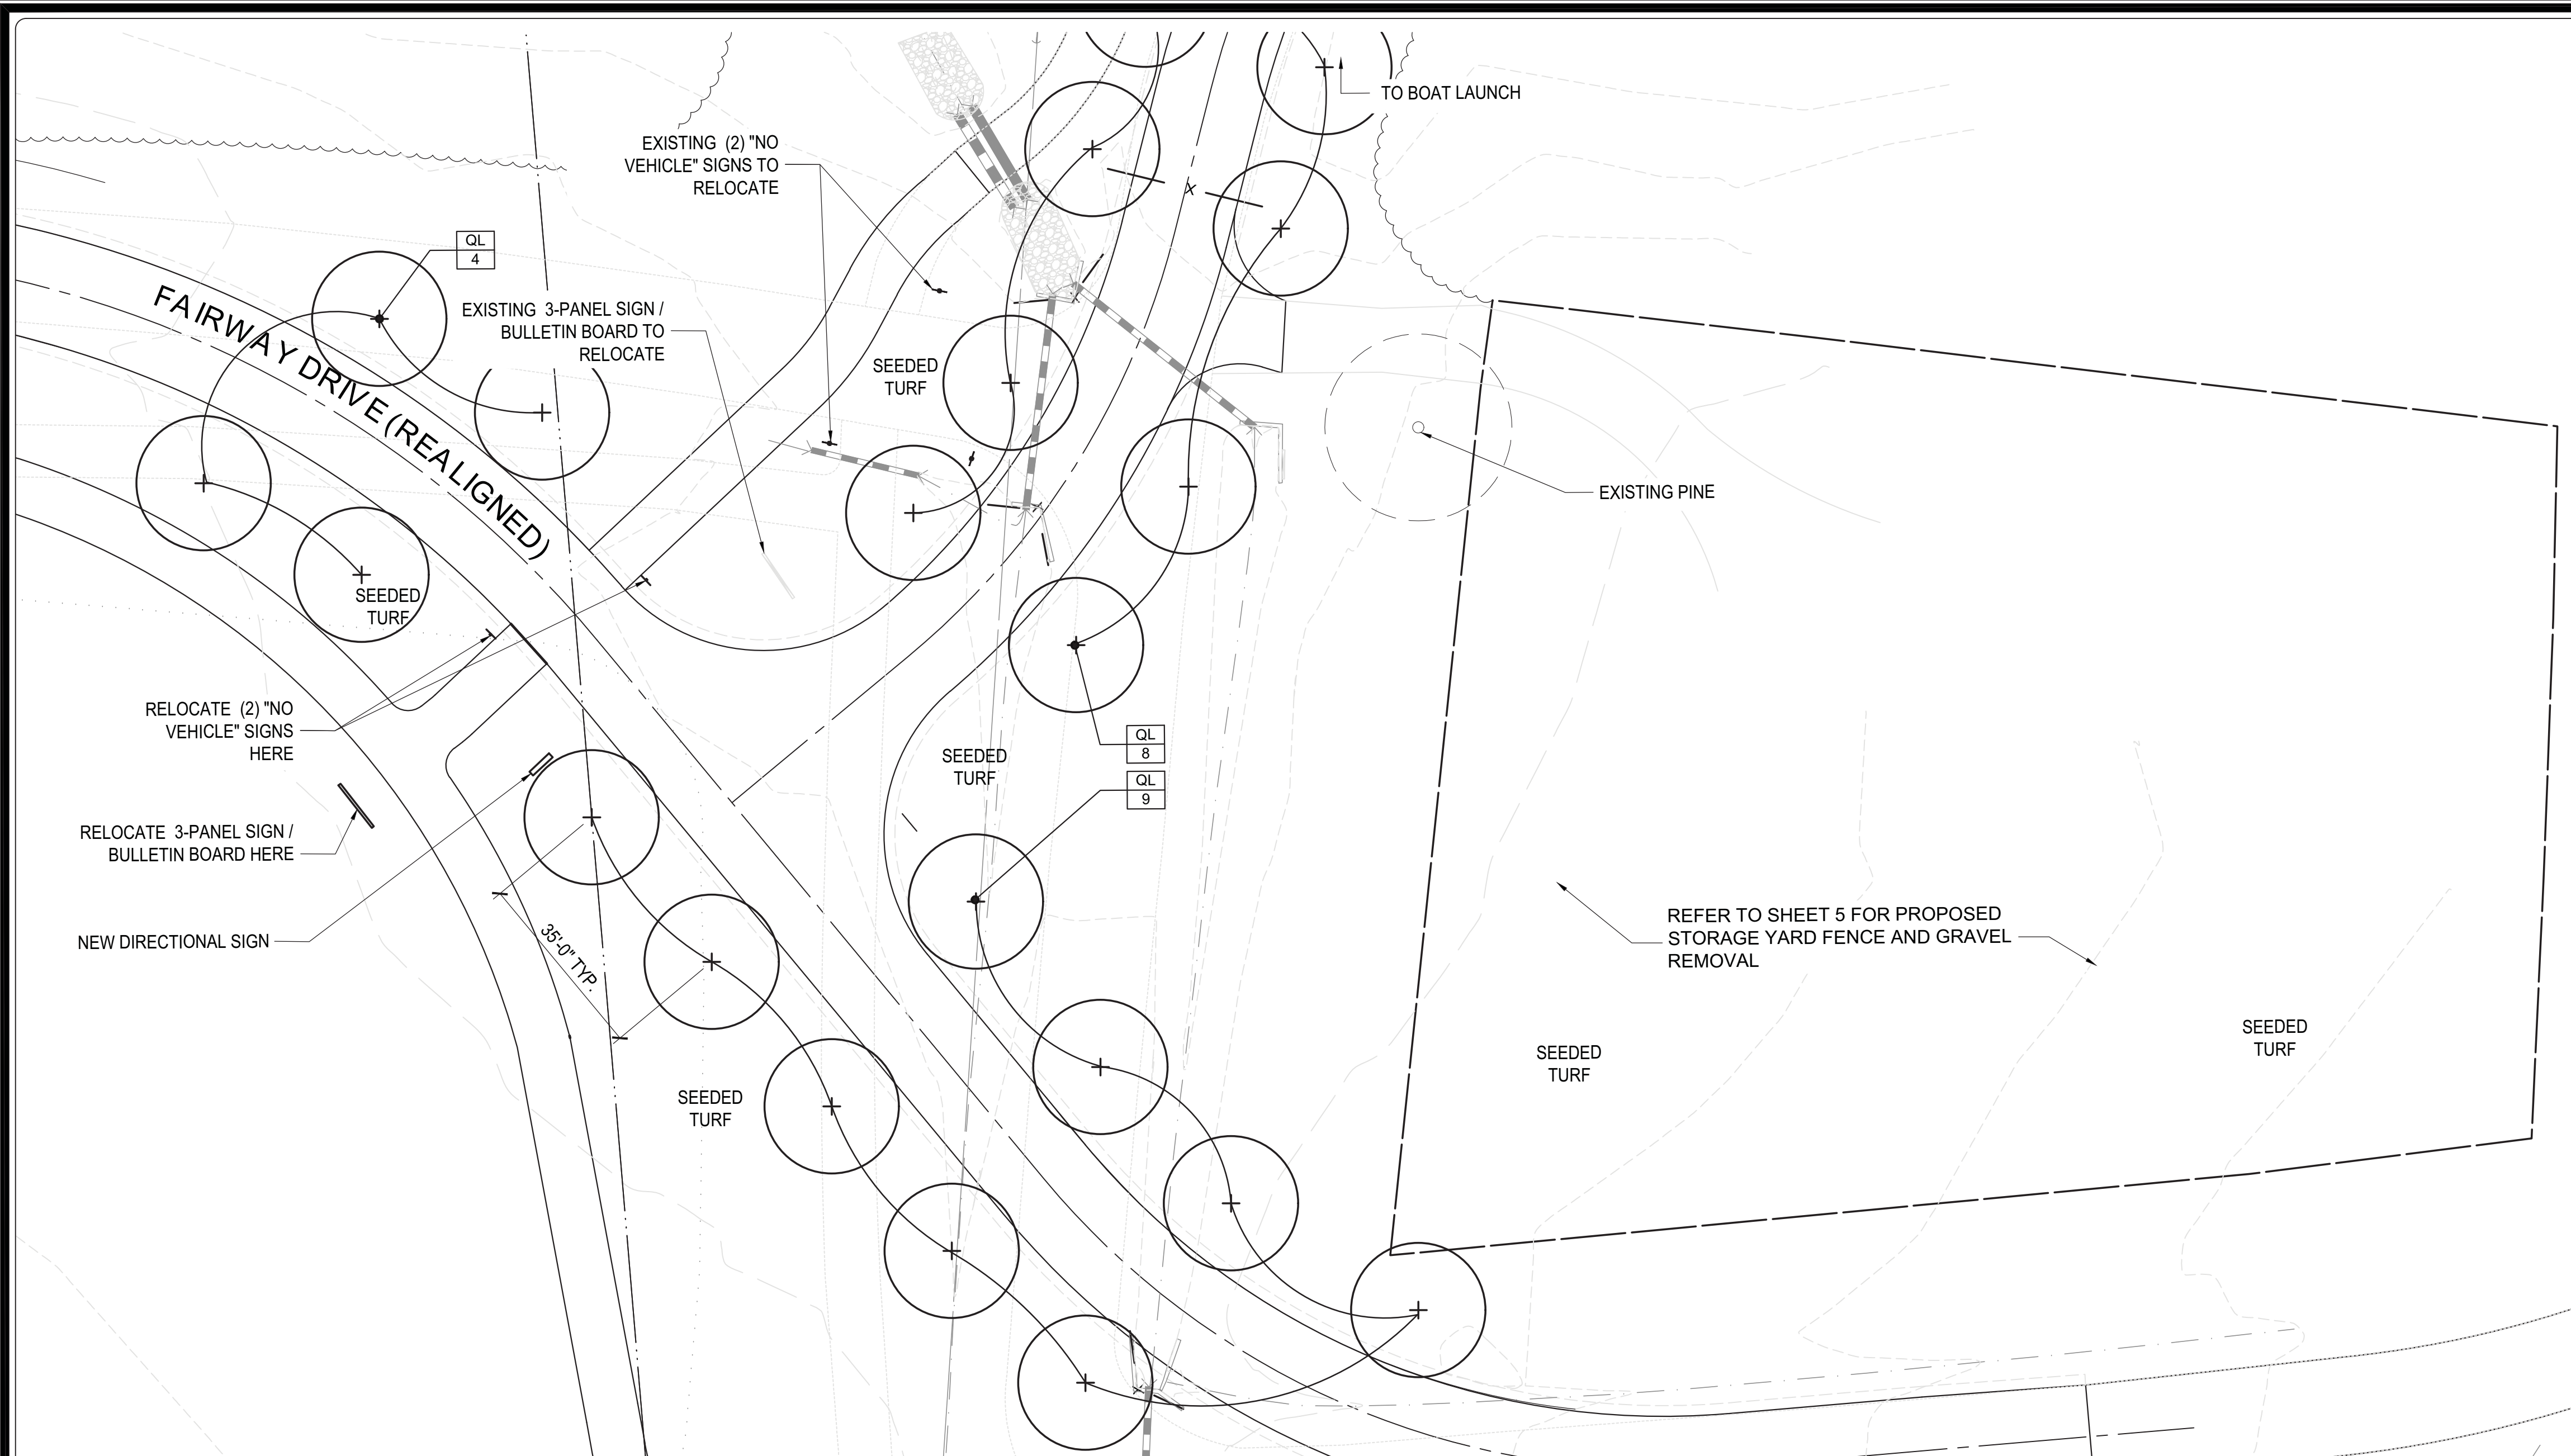 TO BOAT LAUNCH
EXISTING (2) "NO
VEHICLE" SIGNS TO
RELOCATE
QL
4
EXISTING 3-PANEL SIGN /
BULLETIN BOARD TO
RELOCATE
FAIRWAY DRIVE (REALIGNED)
SEEDED
TURF
X
EXISTING PINE
SEEDED
TURF
RELOCATE (2) "NO
VEHICLE" SIGNS
HERE
QL
8
SEEDED
TURF
QL
9
RELOCATE 3-PANEL SIGN /
BULLETIN BOARD HERE
NEW DIRECTIONAL SIGN
35'-0" TYP.
REFER TO SHEET 5 FOR PROPOSED
STORAGE YARD FENCE AND GRAVEL
REMOVAL
SEEDED
TURF
SEEDED
TURF
SEEDED
TURF